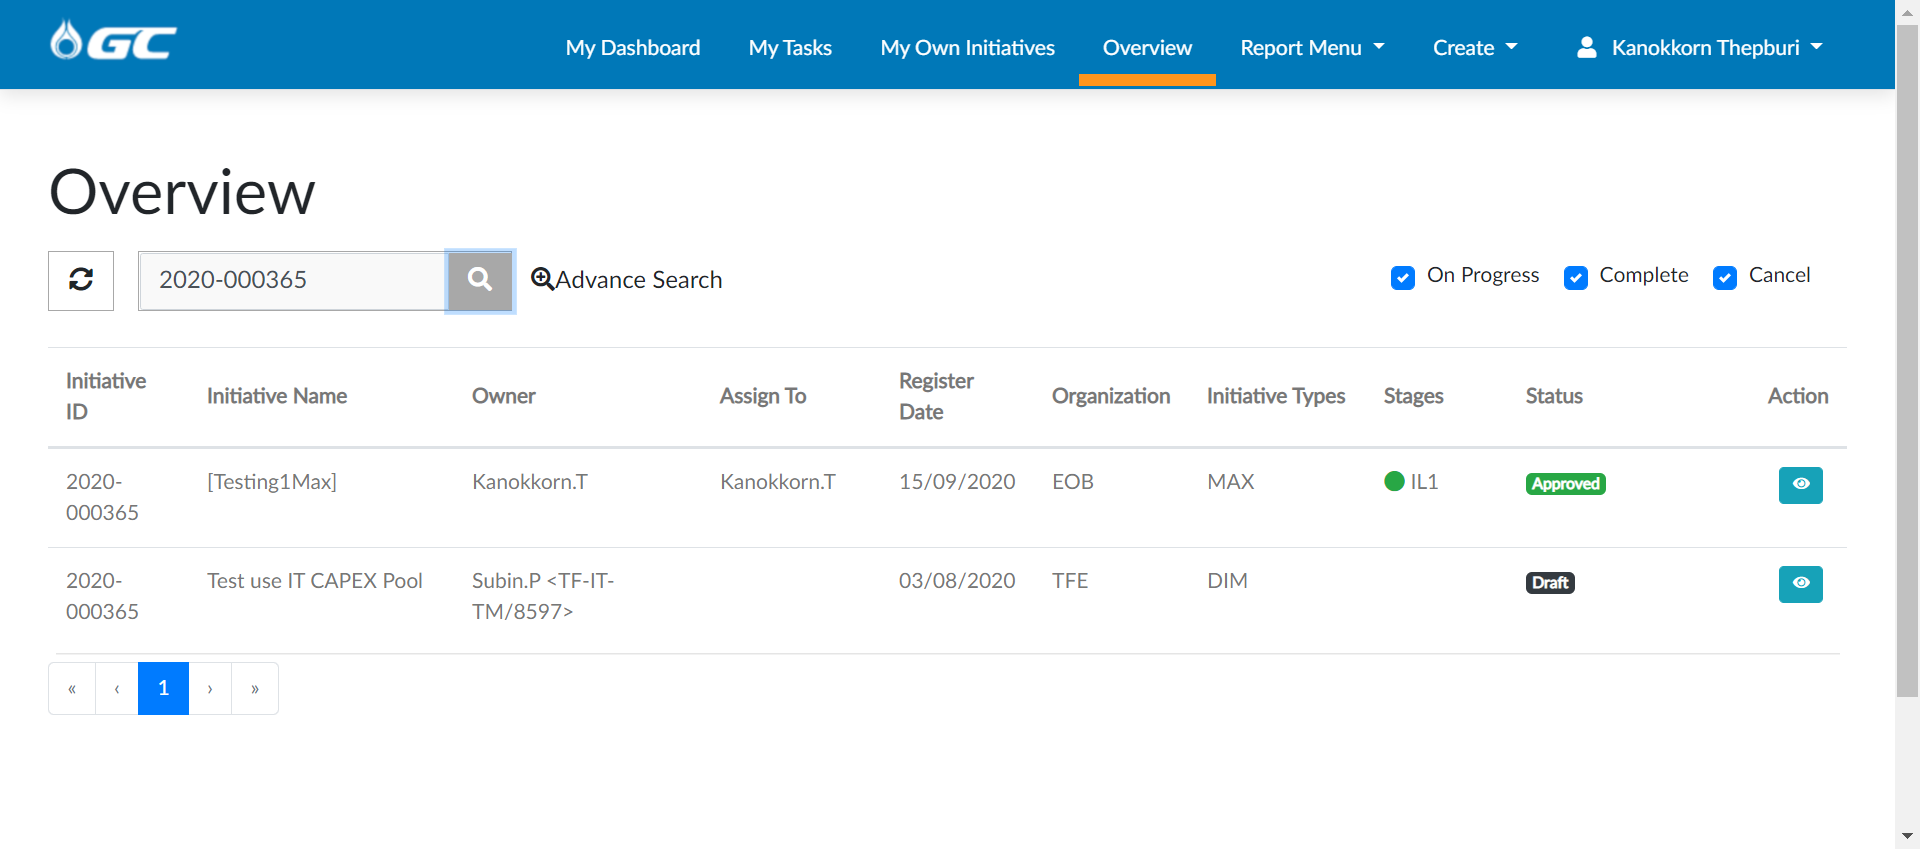 GC
My Dashboard My Tasks My Own Initiatives Overview Report Menu Create Kanokkorn Thepburi
Overview
2020-000365 Advance Search On Progress Complete Cancel
Initiative ID Initiative Name Owner Assign To Register Date Organization Initiative Types Stages Status Action
2020-000365 [Testing1Max] Kanokkorn.T Kanokkorn.T 15/09/2020 EOB MAX IL1 Approved
2020-000365 Test use IT CAPEX Pool Subin.P <TF-IT-TM/8597> 03/08/2020 TFE DIM Draft
« ‹ 1 › »